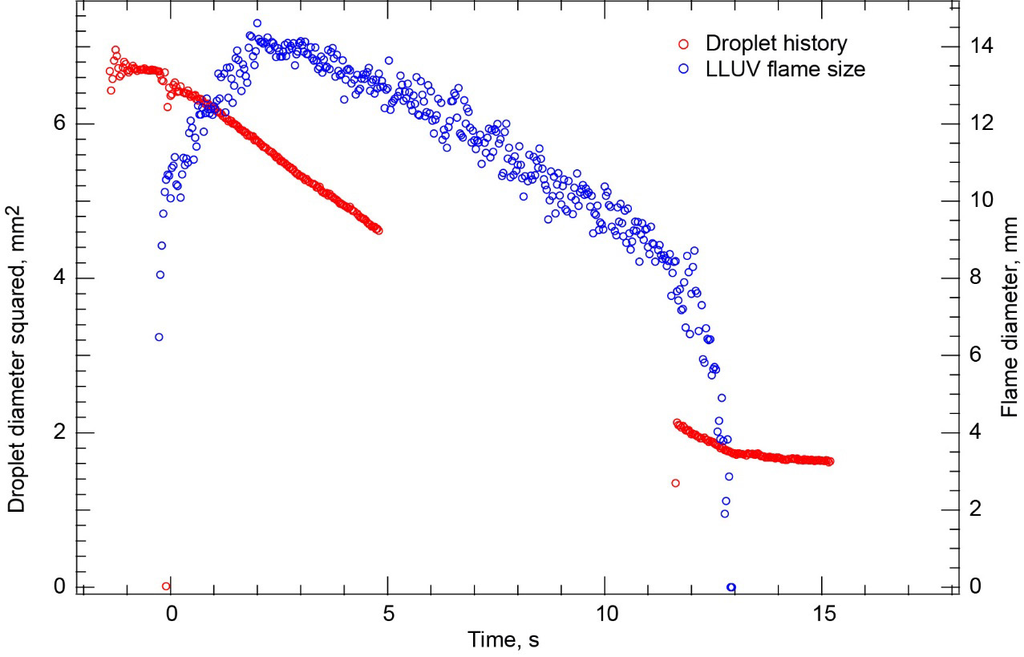 Droplet history
LLUV flame size
Droplet diameter squared, mm2
6
4
2
0
14
12
10
8
6
4
2
0
Flame diameter, mm
0 5 10 15
Time, s